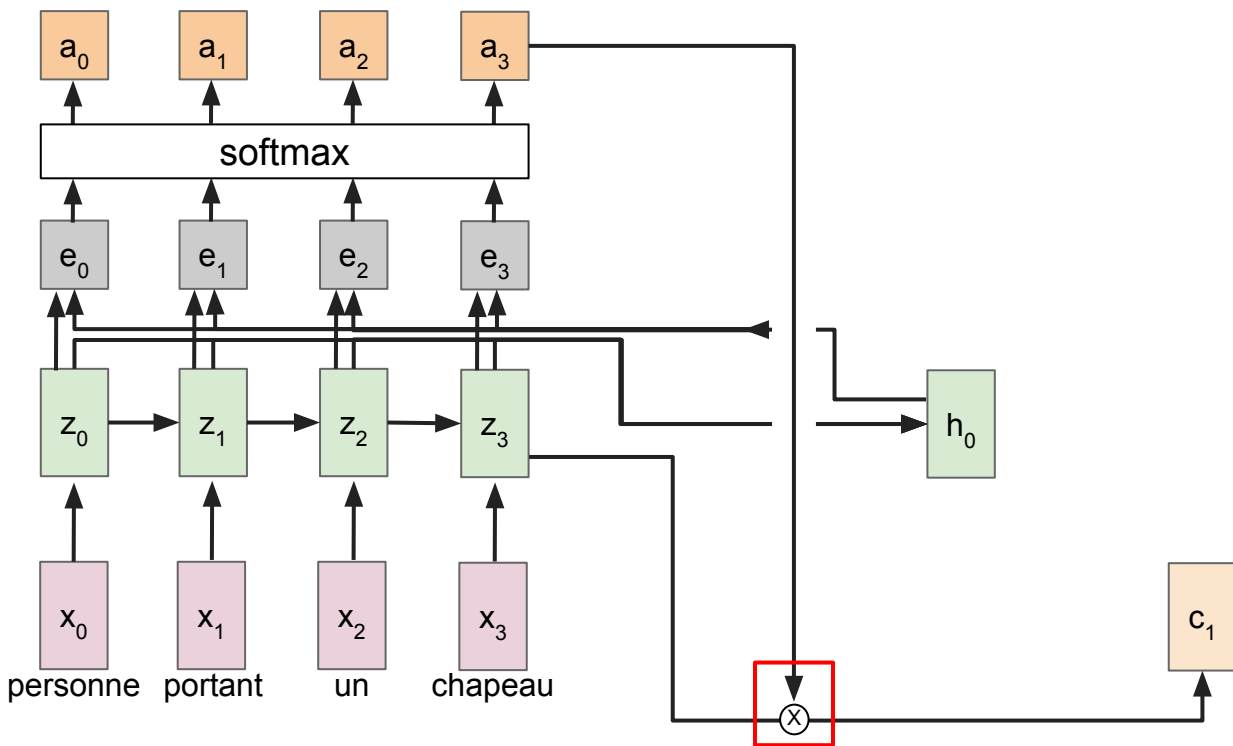 a₀ a₁ a₂ a₃
softmax
e₀ e₁ e₂ e₃
z₀ z₁ z₂ z₃ h₀
x₀ x₁ x₂ x₃ c₁
personne portant un chapeau
X